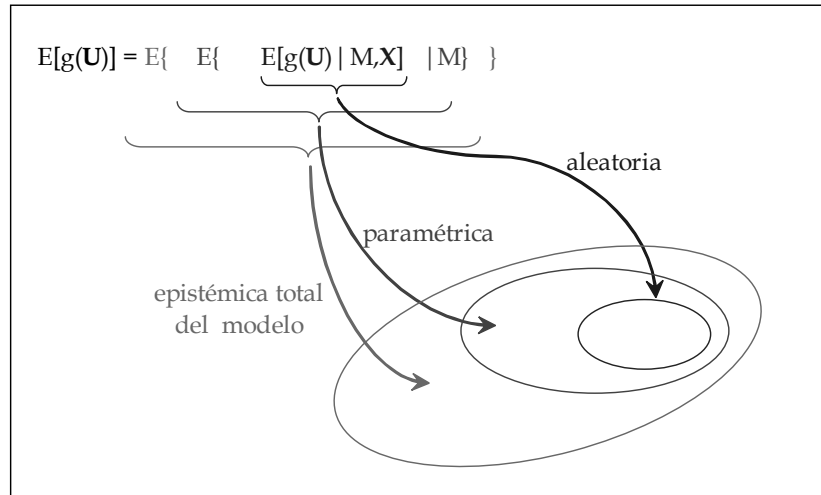 E[g(U)] = E{ E{ E[g(U) | M,X] | M} }
aleatoria
paramétrica
epistémica total
del modelo